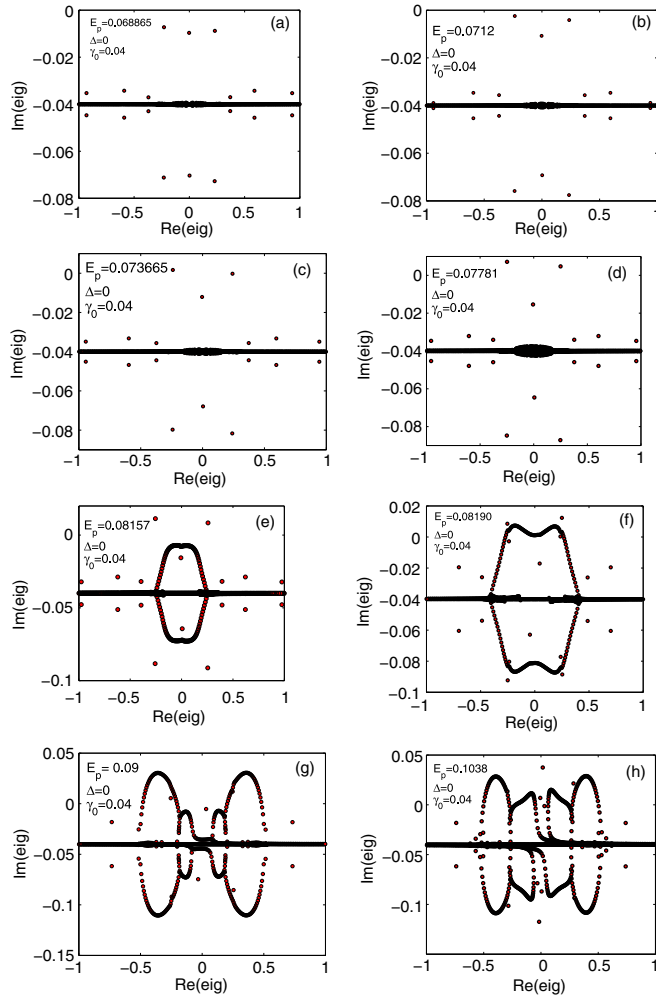 0
(a)
E_p=0.068865
Δ=0
γ_0=0.04
−0.02
−0.04
−0.06
−0.08
−1
−0.5
0
0.5
1
Im(eig)
Re(eig)
0
(b)
E_p=0.0712
Δ=0
γ_0=0.04
−0.02
−0.04
−0.06
−0.08
−1
−0.5
0
0.5
1
Im(eig)
Re(eig)
0
(c)
E_p=0.073665
Δ=0
γ_0=0.04
−0.02
−0.04
−0.06
−0.08
−1
−0.5
0
0.5
1
Im(eig)
Re(eig)
0
(d)
E_p=0.07781
Δ=0
γ_0=0.04
−0.02
−0.04
−0.06
−0.08
−1
−0.5
0
0.5
1
Im(eig)
Re(eig)
(e)
E_p=0.08157
Δ=0
γ_0=0.04
0
−0.05
−0.1
−1
−0.5
0
0.5
1
Im(eig)
Re(eig)
0.02
(f)
E_p=0.08190
Δ=0
γ_0=0.04
0
−0.02
−0.04
−0.06
−0.08
−0.1
−1
−0.5
0
0.5
1
Im(eig)
Re(eig)
0.05
(g)
E_p=0.09
Δ=0
γ_0=0.04
0
−0.05
−0.1
−0.15
−1
−0.5
0
0.5
1
Im(eig)
Re(eig)
0.05
(h)
E_p=0.1038
Δ=0
γ_0=0.04
0
−0.05
−0.1
−1
−0.5
0
0.5
1
Im(eig)
Re(eig)